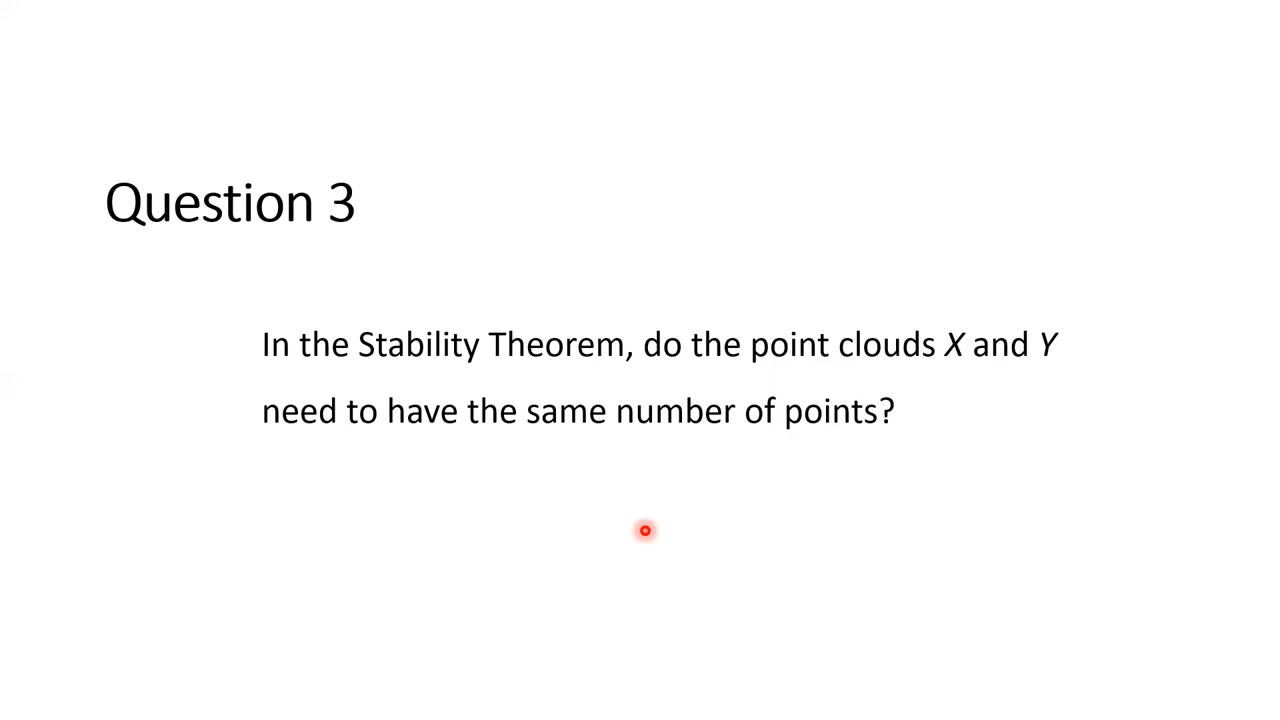 Question 3
In the Stability Theorem, do the point clouds X and Y
need to have the same number of points?